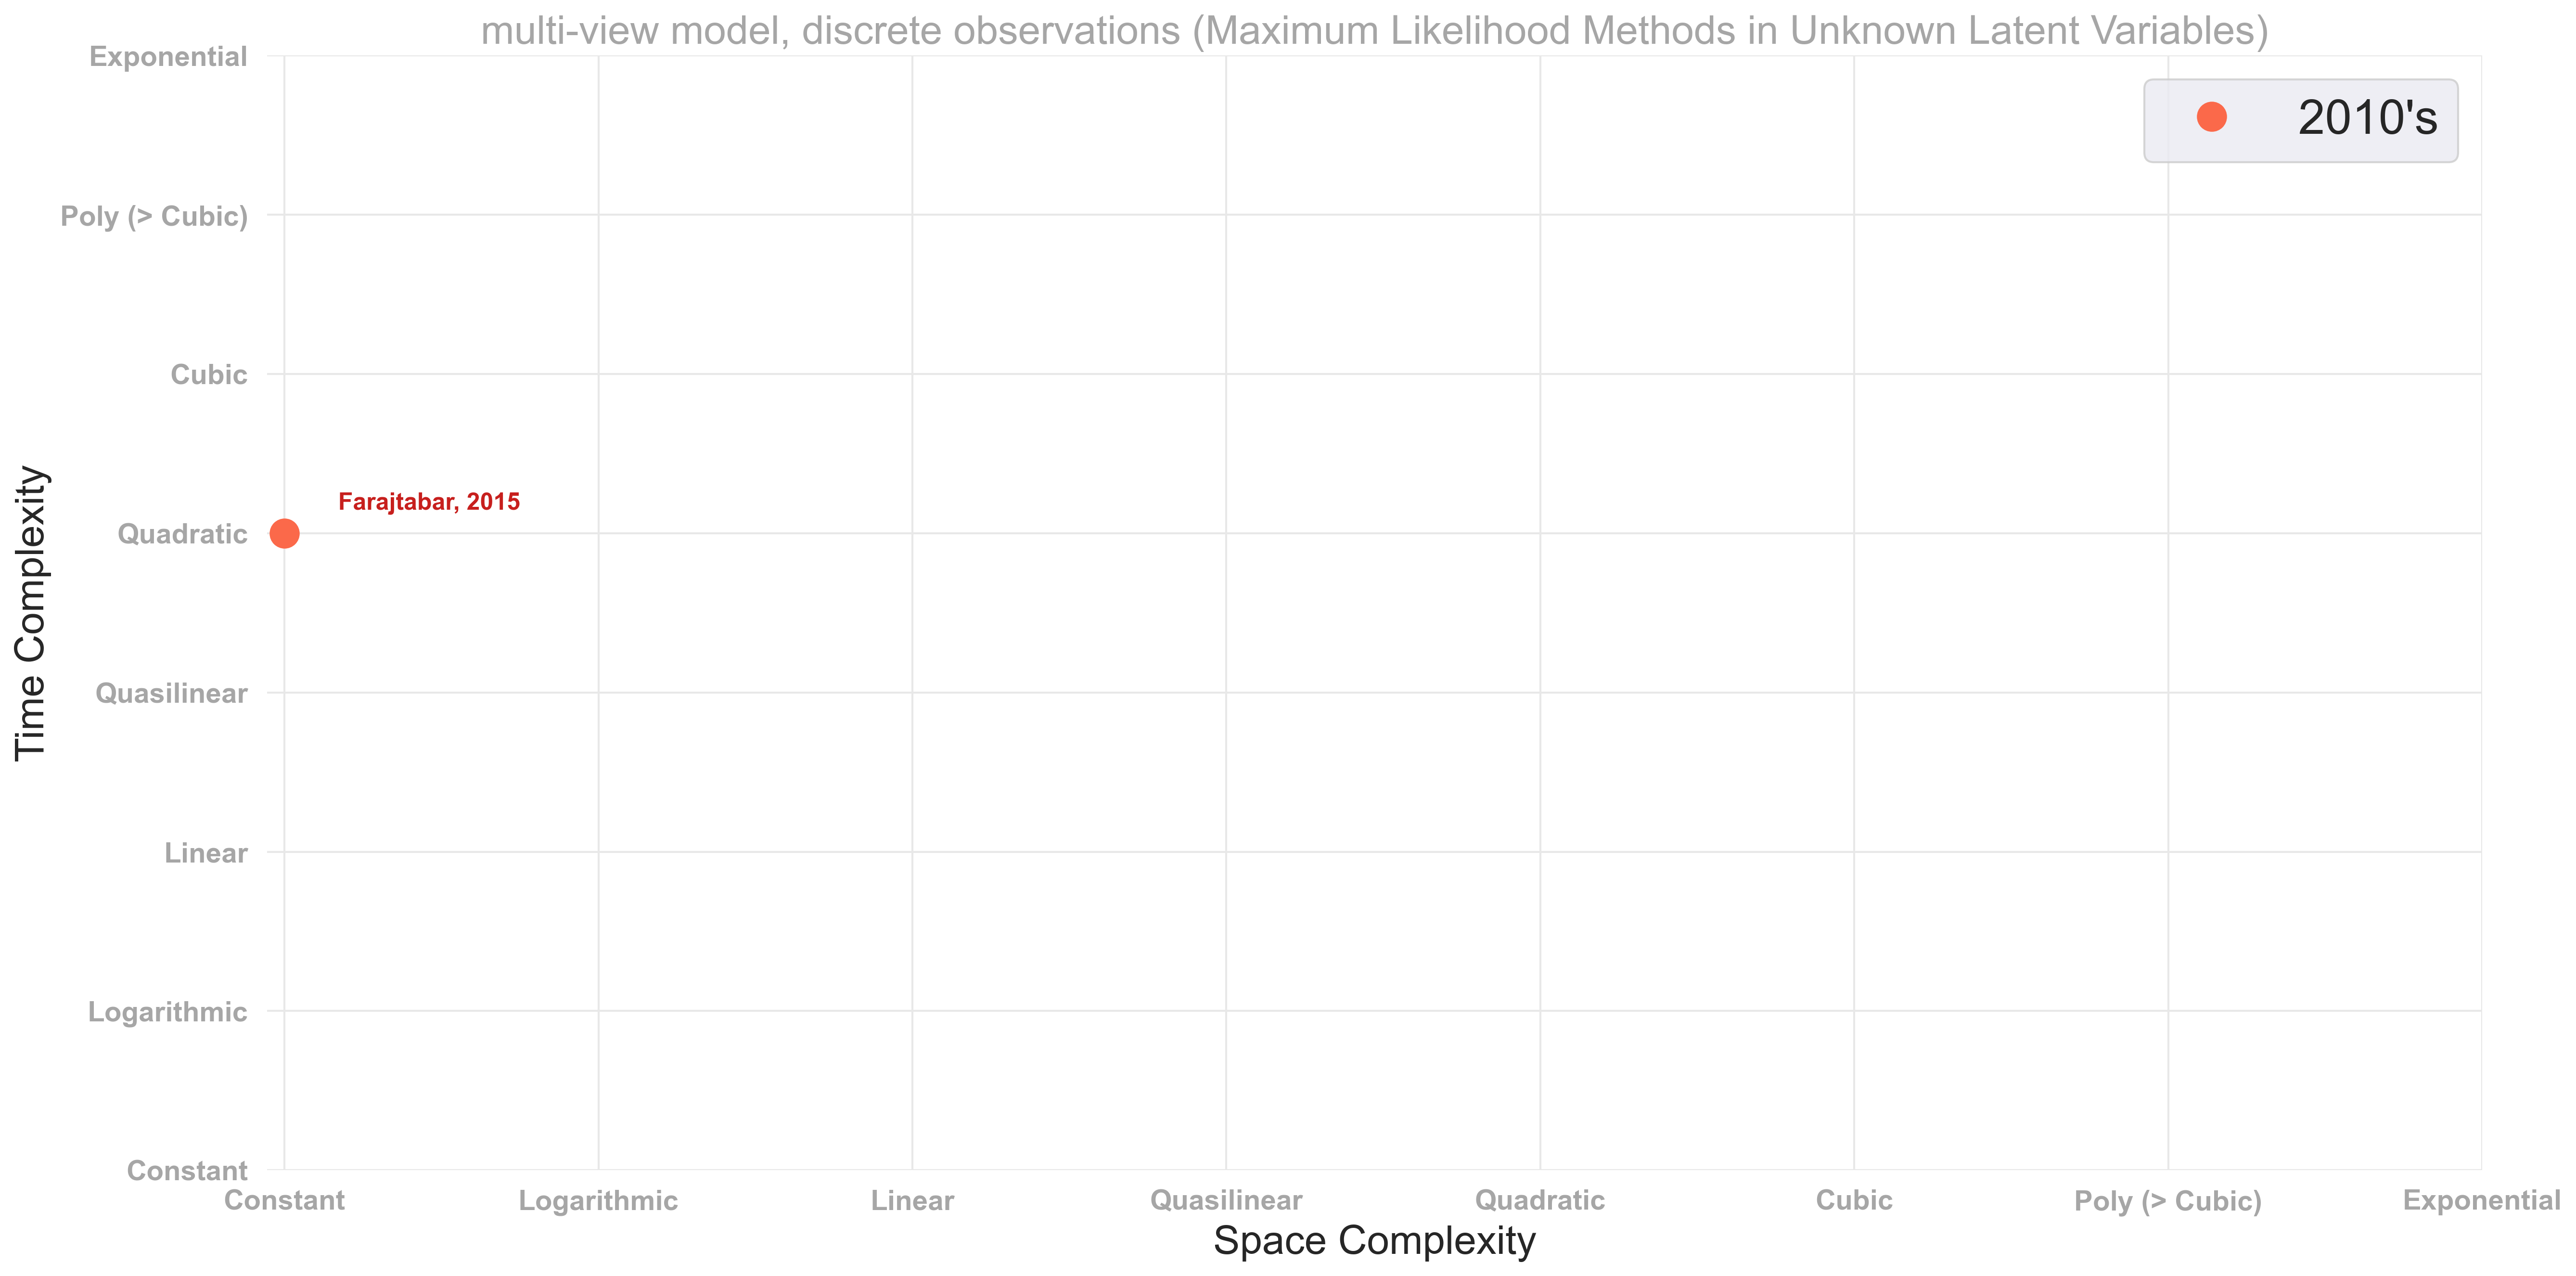 multi-view model, discrete observations (Maximum Likelihood Methods in Unknown Latent Variables)
2010's
Time Complexity
Exponential
Poly (> Cubic)
Cubic
Quadratic
Quasilinear
Linear
Logarithmic
Constant
Farajtabar, 2015
Constant Logarithmic Linear Quasilinear Quadratic Cubic Poly (> Cubic) Exponential
Space Complexity